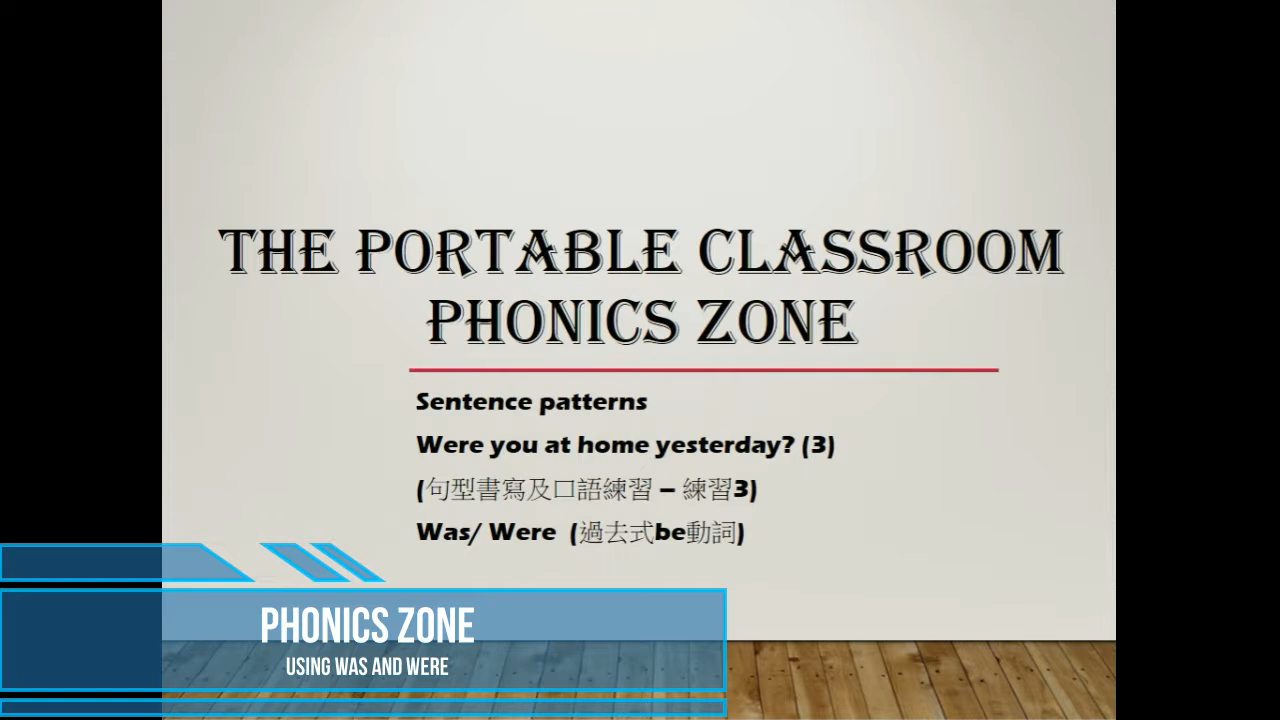 THE PORTABLE CLASSROOM
PHONICS ZONE
Sentence patterns
Were you at home yesterday? (3)
(句型書寫及口語練習 – 練習3)
Was/ Were (過去式be動詞)
PHONICS ZONE
USING WAS AND WERE